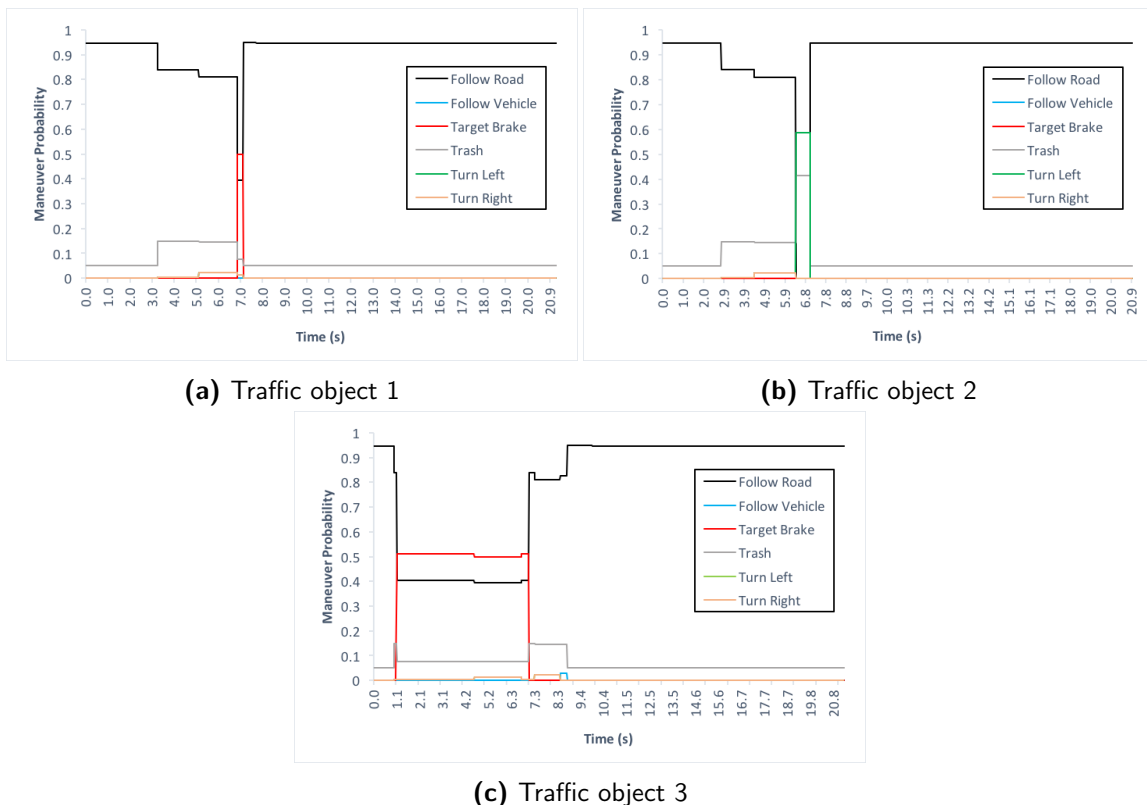 1
0.9
0.8
0.7
0.6
0.5
0.4
0.3
0.2
0.1
0
Maneuver Probability
Follow Road
Follow Vehicle
Target Brake
Trash
Turn Left
Turn Right
0.0 1.0 2.0 3.2 4.0 5.0 6.0 7.0 8.2 9.0 10.0 11.0 12.0 13.0 14.0 15.0 15.9 16.9 17.9 18.9 20.0 20.9
Time (s)
(a) Traffic object 1
1
0.9
0.8
0.7
0.6
0.5
0.4
0.3
0.2
0.1
0
Maneuver Probability
Follow Road
Follow Vehicle
Target Brake
Trash
Turn Left
Turn Right
0.0 1.0 2.0 2.9 3.9 4.9 5.9 6.8 7.8 8.9 9.7 10.3 11.3 12.3 13.2 14.2 15.1 16.1 17.1 18.2 19.1 20.0 20.9
Time (s)
(b) Traffic object 2
1
0.9
0.8
0.7
0.6
0.5
0.4
0.3
0.2
0.1
0
Maneuver Probability
Follow Road
Follow Vehicle
Target Brake
Trash
Turn Left
Turn Right
0.0 1.1 2.1 3.1 4.2 5.2 6.3 7.3 8.3 9.4 10.4 11.5 12.5 13.5 14.6 15.6 16.7 17.7 18.8 19.8 20.8
Time (s)
(c) Traffic object 3